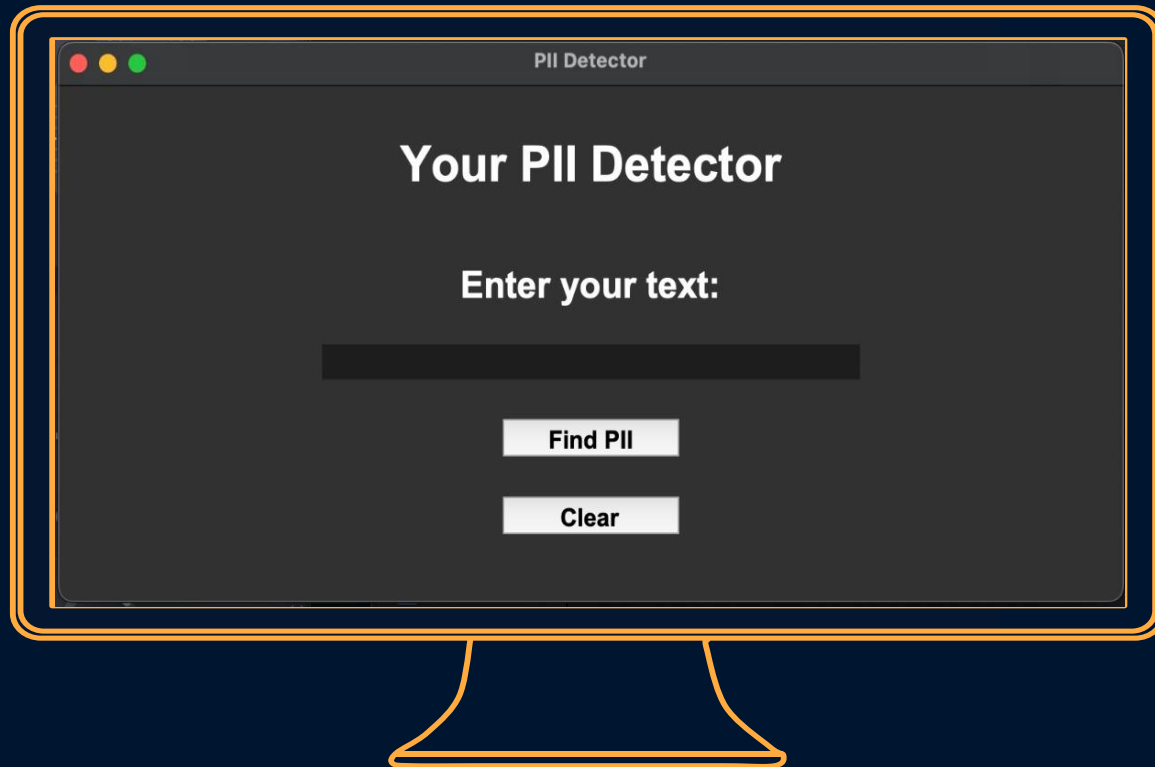 PII Detector
Your PII Detector
Enter your text:
Find PII
Clear